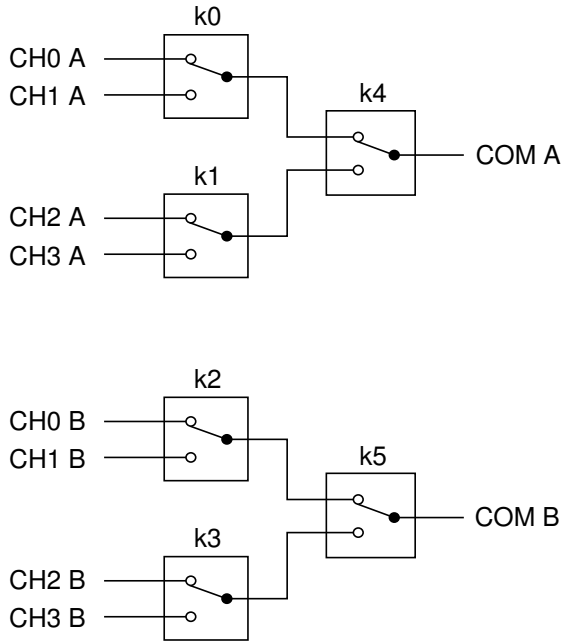 k0
CH0 A
CH1 A
k4
COM A
k1
CH2 A
CH3 A
k2
CH0 B
CH1 B
k5
COM B
k3
CH2 B
CH3 B